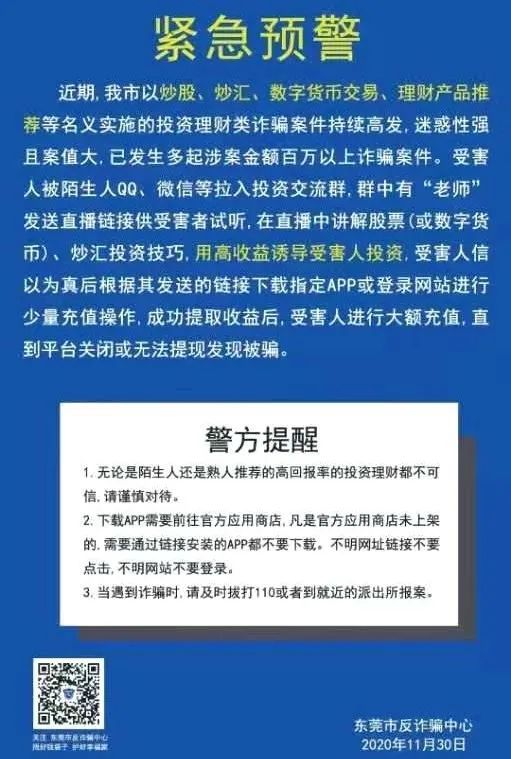 紧急预警
近期,我市以炒股、炒汇、数字货币交易、理财产品推
荐等名义实施的投资理财类诈骗案件持续高发,迷惑性强
且案值大,已发生多起涉案金额百万以上诈骗案件。受害
人被陌生人QQ、微信等拉入投资交流群,群中有“老师”
发送直播链接供受害者试听,在直播中讲解股票(或数字货
币)、炒汇投资技巧,用高收益诱导受害人投资,受害人信
以为真后根据其发送的链接下载指定APP或登录网站进行
少量充值操作,成功提取收益后,受害人进行大额充值,直
到平台关闭或无法提现发现被骗。
警方提醒
1.无论是陌生人还是熟人推荐的高回报率的投资理财都不可
信,请谨慎对待。
2.下载APP需要前往官方应用商店,凡是官方应用商店未上架
的,需要通过链接安装的APP都不要下载。不明网址链接不要
点击,不明网站不要登录。
3.当遇到诈骗时,请及时拔打110或者到就近的派出所报案。
关注 东莞市反诈骗中心
捂好钱袋子 护好幸福家
东莞市反诈骗中心
2020年11月30日